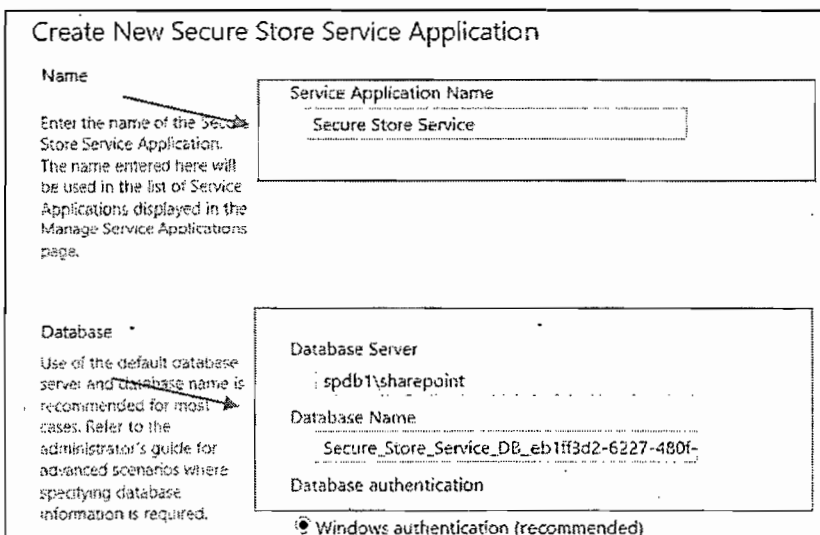 Create New Secure Store Service Application
Name
Enter the name of the Secure
Store Service Application.
The name entered here will
be used in the list of Service
Applications displayed in the
Manage Service Applications
page.
Service Application Name
Secure Store Service
Database
Use of the default database
server and database name is
recommended for most
cases. Refer to the
administrator's guide for
advanced scenarios where
specifying database
information is required.
Database Server
spdb1\sharepoint
Database Name
Secure_Store_Service_DB_eb1ff3d2-6227-480f-
Database authentication
Windows authentication (recommended)